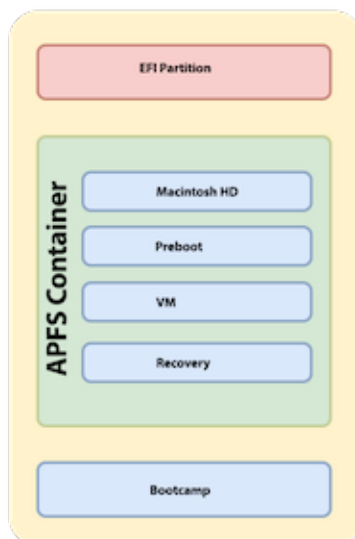 EFI Partition
APFS Container
Macintosh HD
Preboot
VM
Recovery
Bootcamp